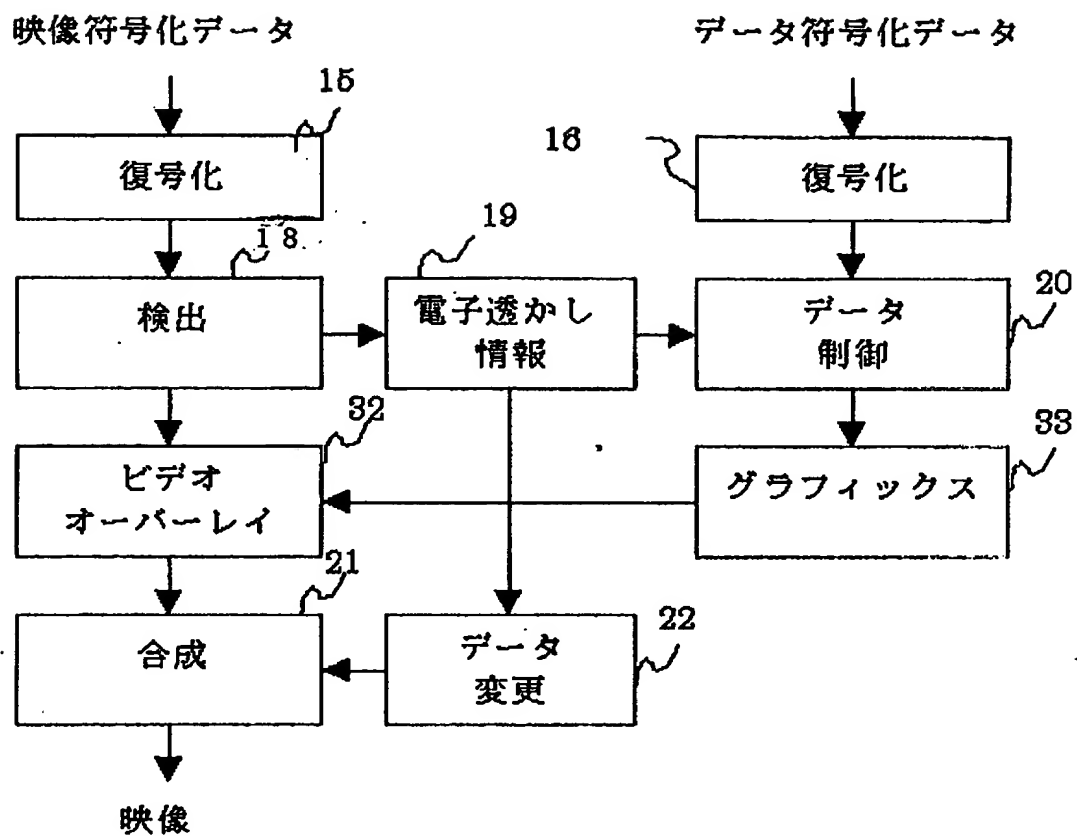 映像符号化データ
データ符号化データ
15
復号化
16
復号化
18
検出
19
電子透かし
情報
20
データ
制御
32
ビデオ
オーバーレイ
33
グラフィックス
21
合成
22
データ
変更
映像